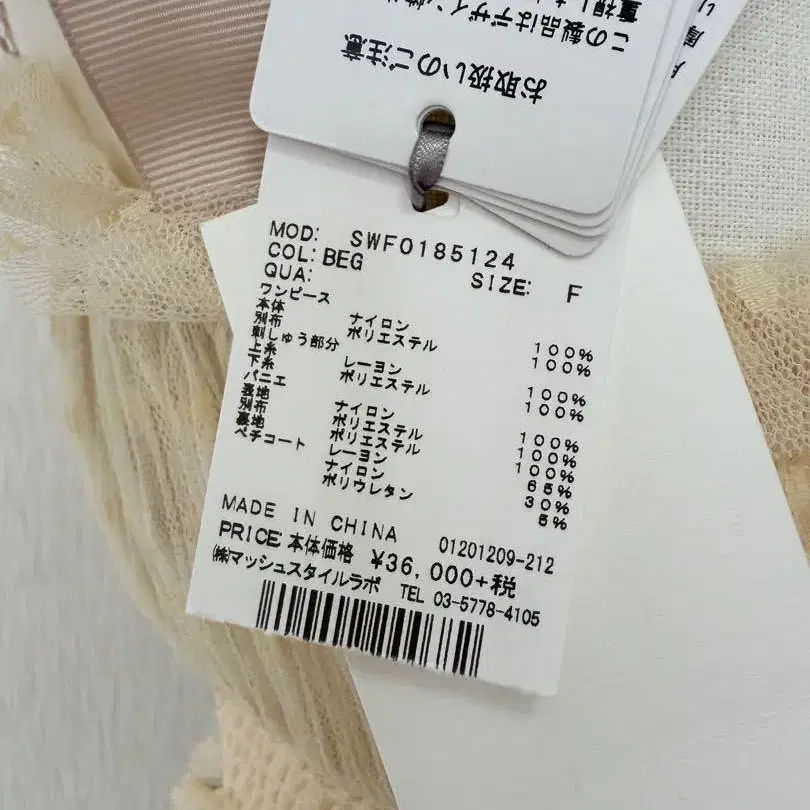 お取扱いのご注意
この製品はデザイン
重視し
MOD: SWF0185124
COL: BEG SIZE: F
QUA:
ワンピース
本体 ナイロン 100%
別布 ポリエステル 100%
刺しゅう部分
上糸 レーヨン 100%
下糸 ポリエステル 100%
パニエ
表地 ナイロン 100%
別布 ポリエステル 100%
裏地 ポリエステル 100%
ペチコート レーヨン 65%
ナイロン 30%
ポリウレタン 5%
MADE IN CHINA 01201209-212
PRICE 本体価格 ¥36,000+税
㈱マッシュスタイルラボ TEL 03-5778-4105